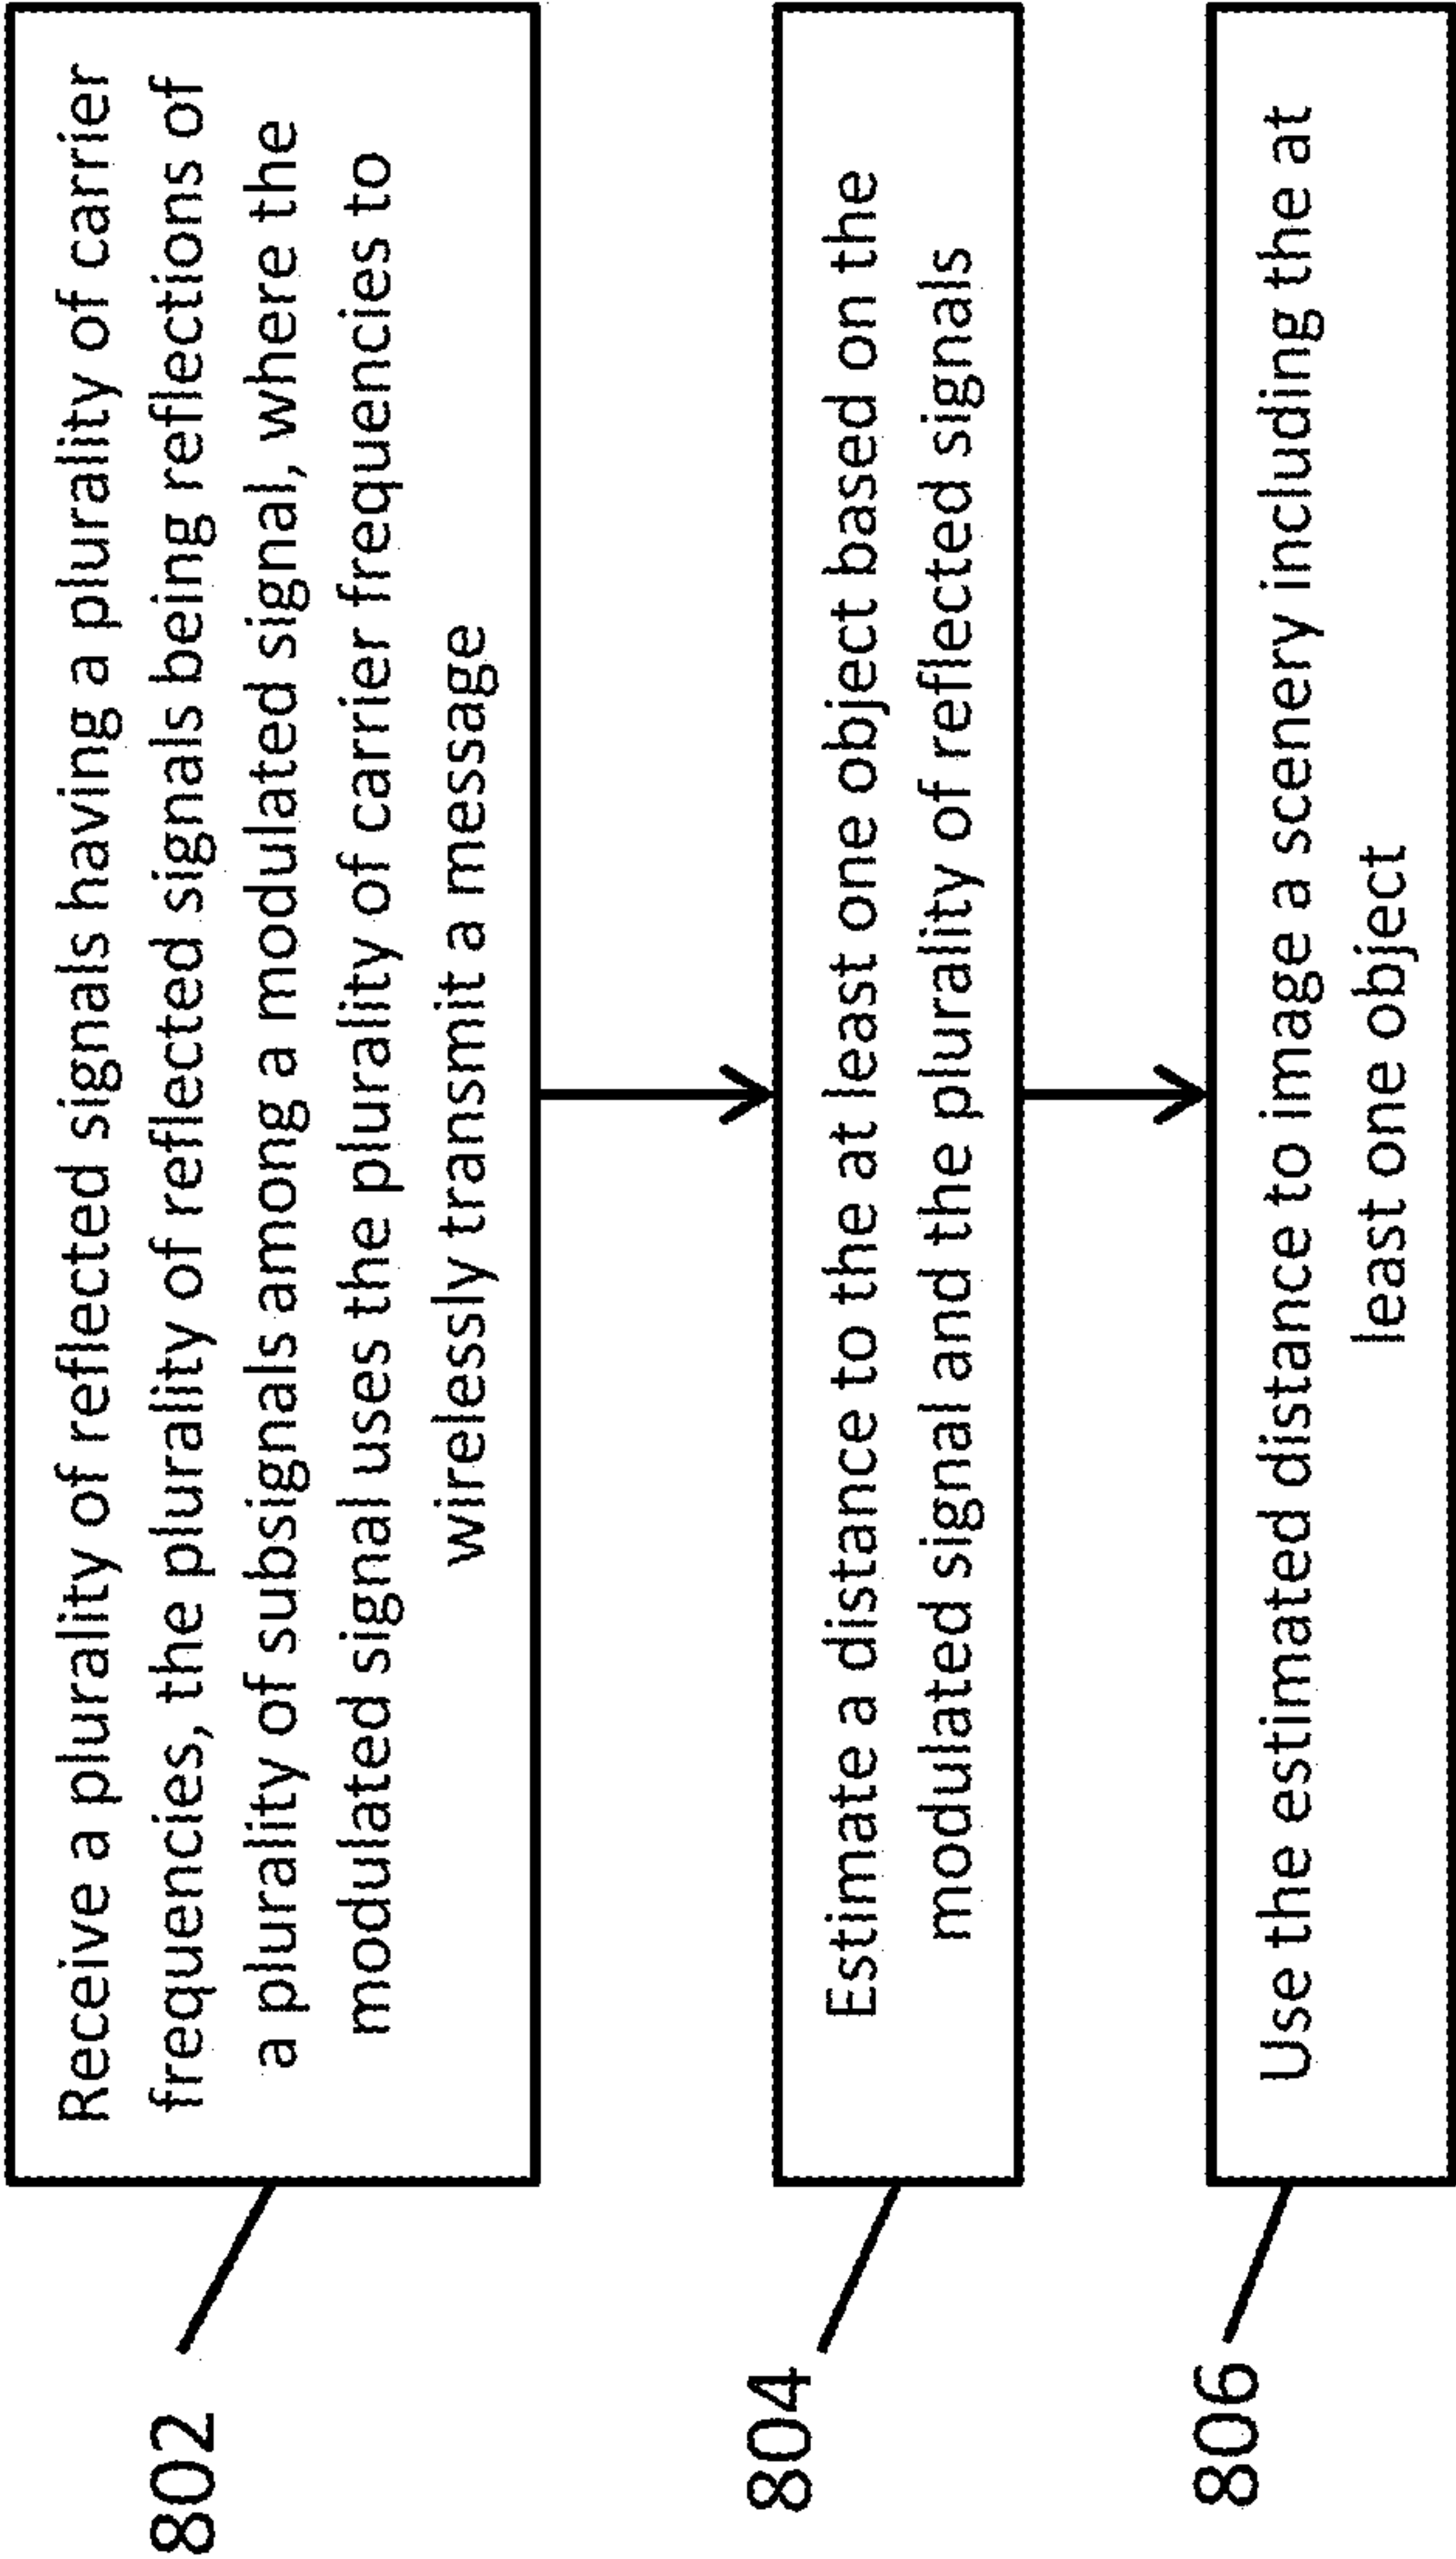 802
Receive a plurality of reflected signals having a plurality of carrier
frequencies, the plurality of reflected signals being reflections of
a plurality of subsignals among a modulated signal, where the
modulated signal uses the plurality of carrier frequencies to
wirelessly transmit a message
804
Estimate a distance to the at least one object based on the
modulated signal and the plurality of reflected signals
806
Use the estimated distance to image a scenery including the at
least one object